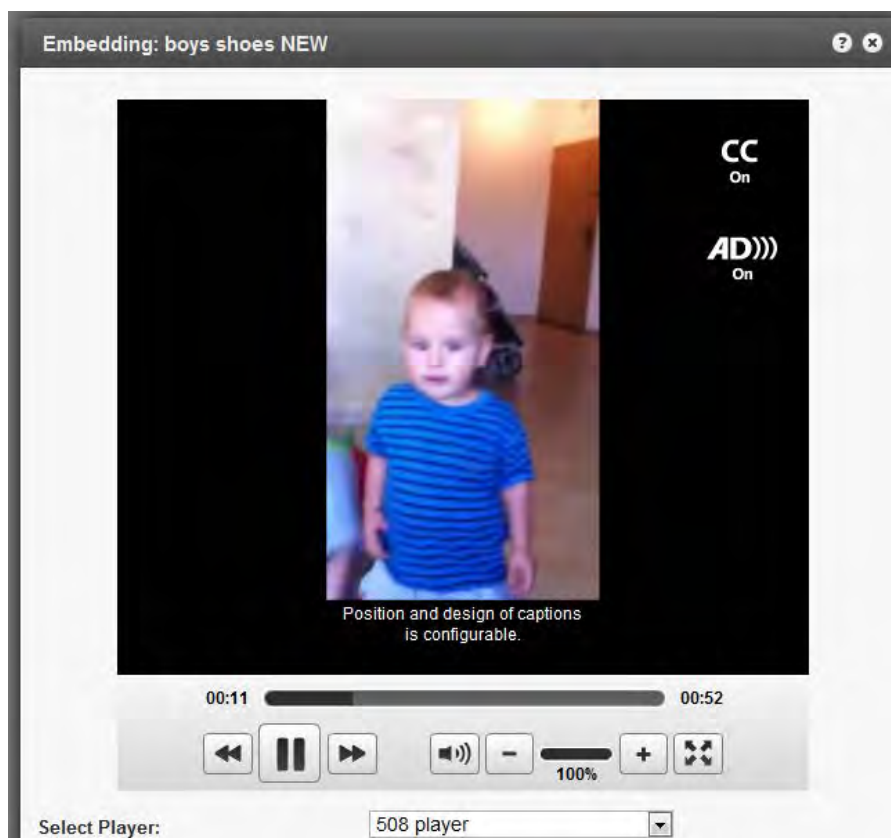 Embedding: boys shoes NEW
CC
On
AD)))
On
Position and design of captions
is configurable.
00:11
00:52
100%
Select Player:
508 player